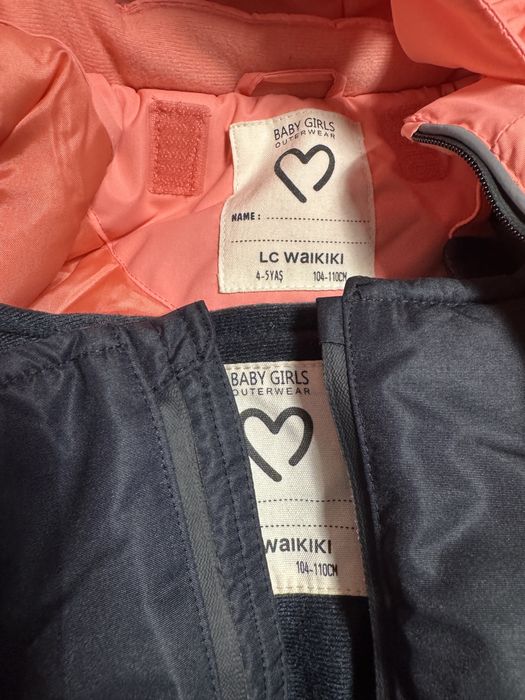 BABY GIRLS
OUTERWEAR
NAME :
LC WAIKIKI
4-5YAŞ 104-110CM
BABY GIRLS
OUTERWEAR
WAIKIKI
104-110CM